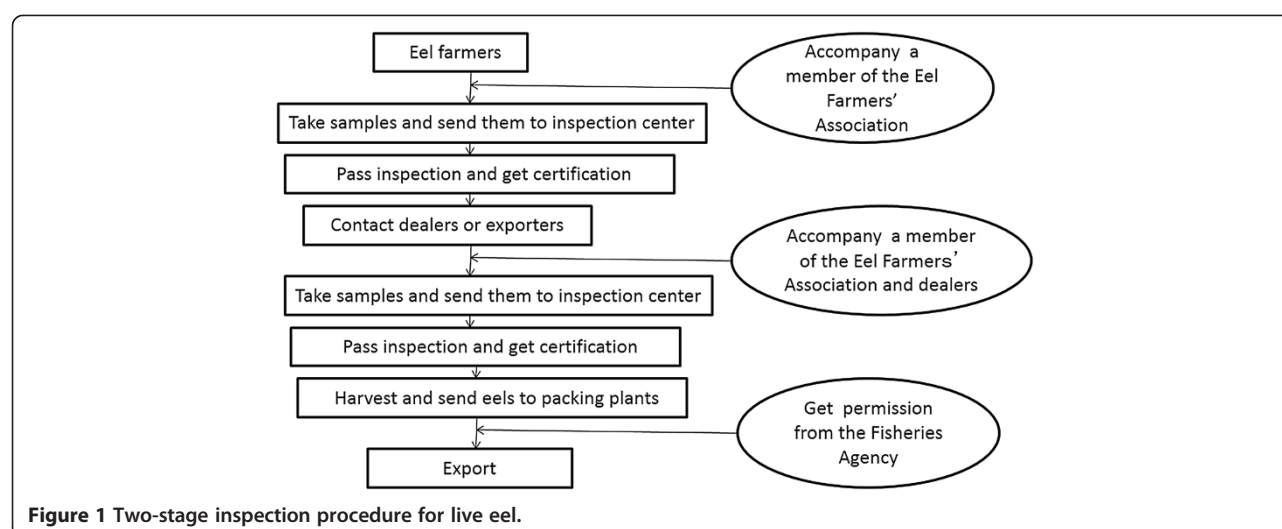 Eel farmers
Accompany a
member of the Eel
Farmers'
Association
Take samples and send them to inspection center
Pass inspection and get certification
Contact dealers or exporters
Accompany a member
of the Eel Farmers'
Association and dealers
Take samples and send them to inspection center
Pass inspection and get certification
Harvest and send eels to packing plants
Get permission
from the Fisheries
Agency
Export
Figure 1 Two-stage inspection procedure for live eel.